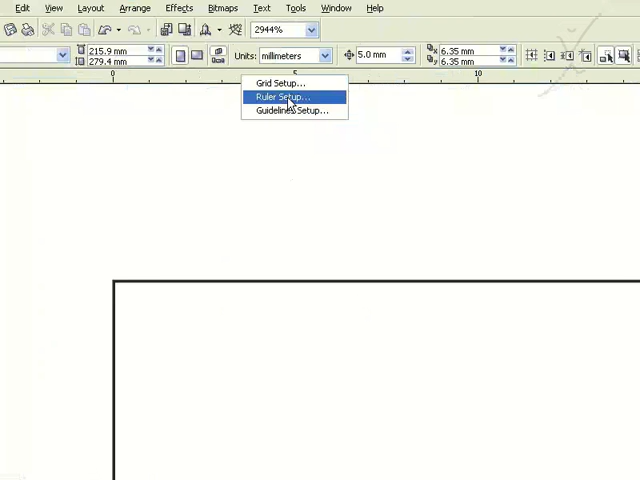 Edit View Layout Arrange Effects Bitmaps Text Tools Window Help
2944%
215.9 mm
279.4 mm
Units: millimeters
5.0 mm
6.35 mm
6.35 mm
0 5 10
Grid Setup...
Ruler Setup...
Guidelines Setup...